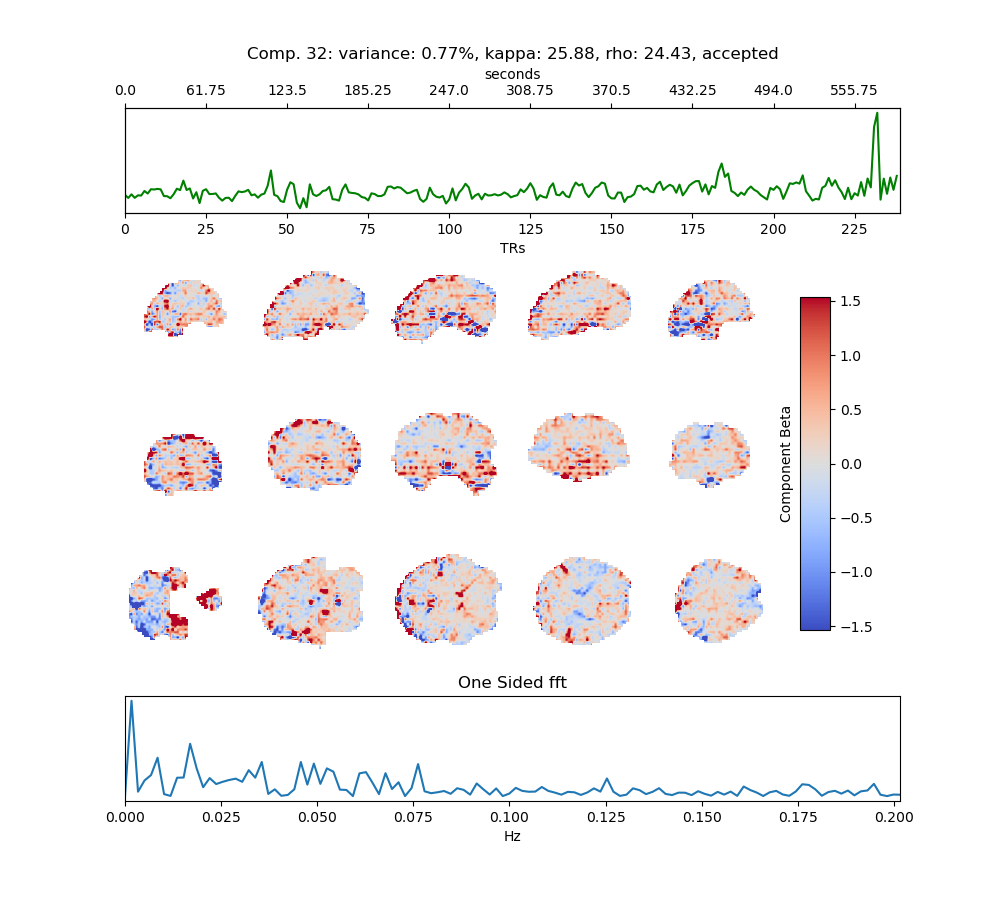 Comp. 32: variance: 0.77%, kappa: 25.88, rho: 24.43, accepted
seconds
0.0 61.75 123.5 185.25 247.0 308.75 370.5 432.25 494.0 555.75
0 25 50 75 100 125 150 175 200 225
TRs
1.5
1.0
0.5
0.0
−0.5
−1.0
−1.5
Component Beta
One Sided fft
0.000 0.025 0.050 0.075 0.100 0.125 0.150 0.175 0.200
Hz